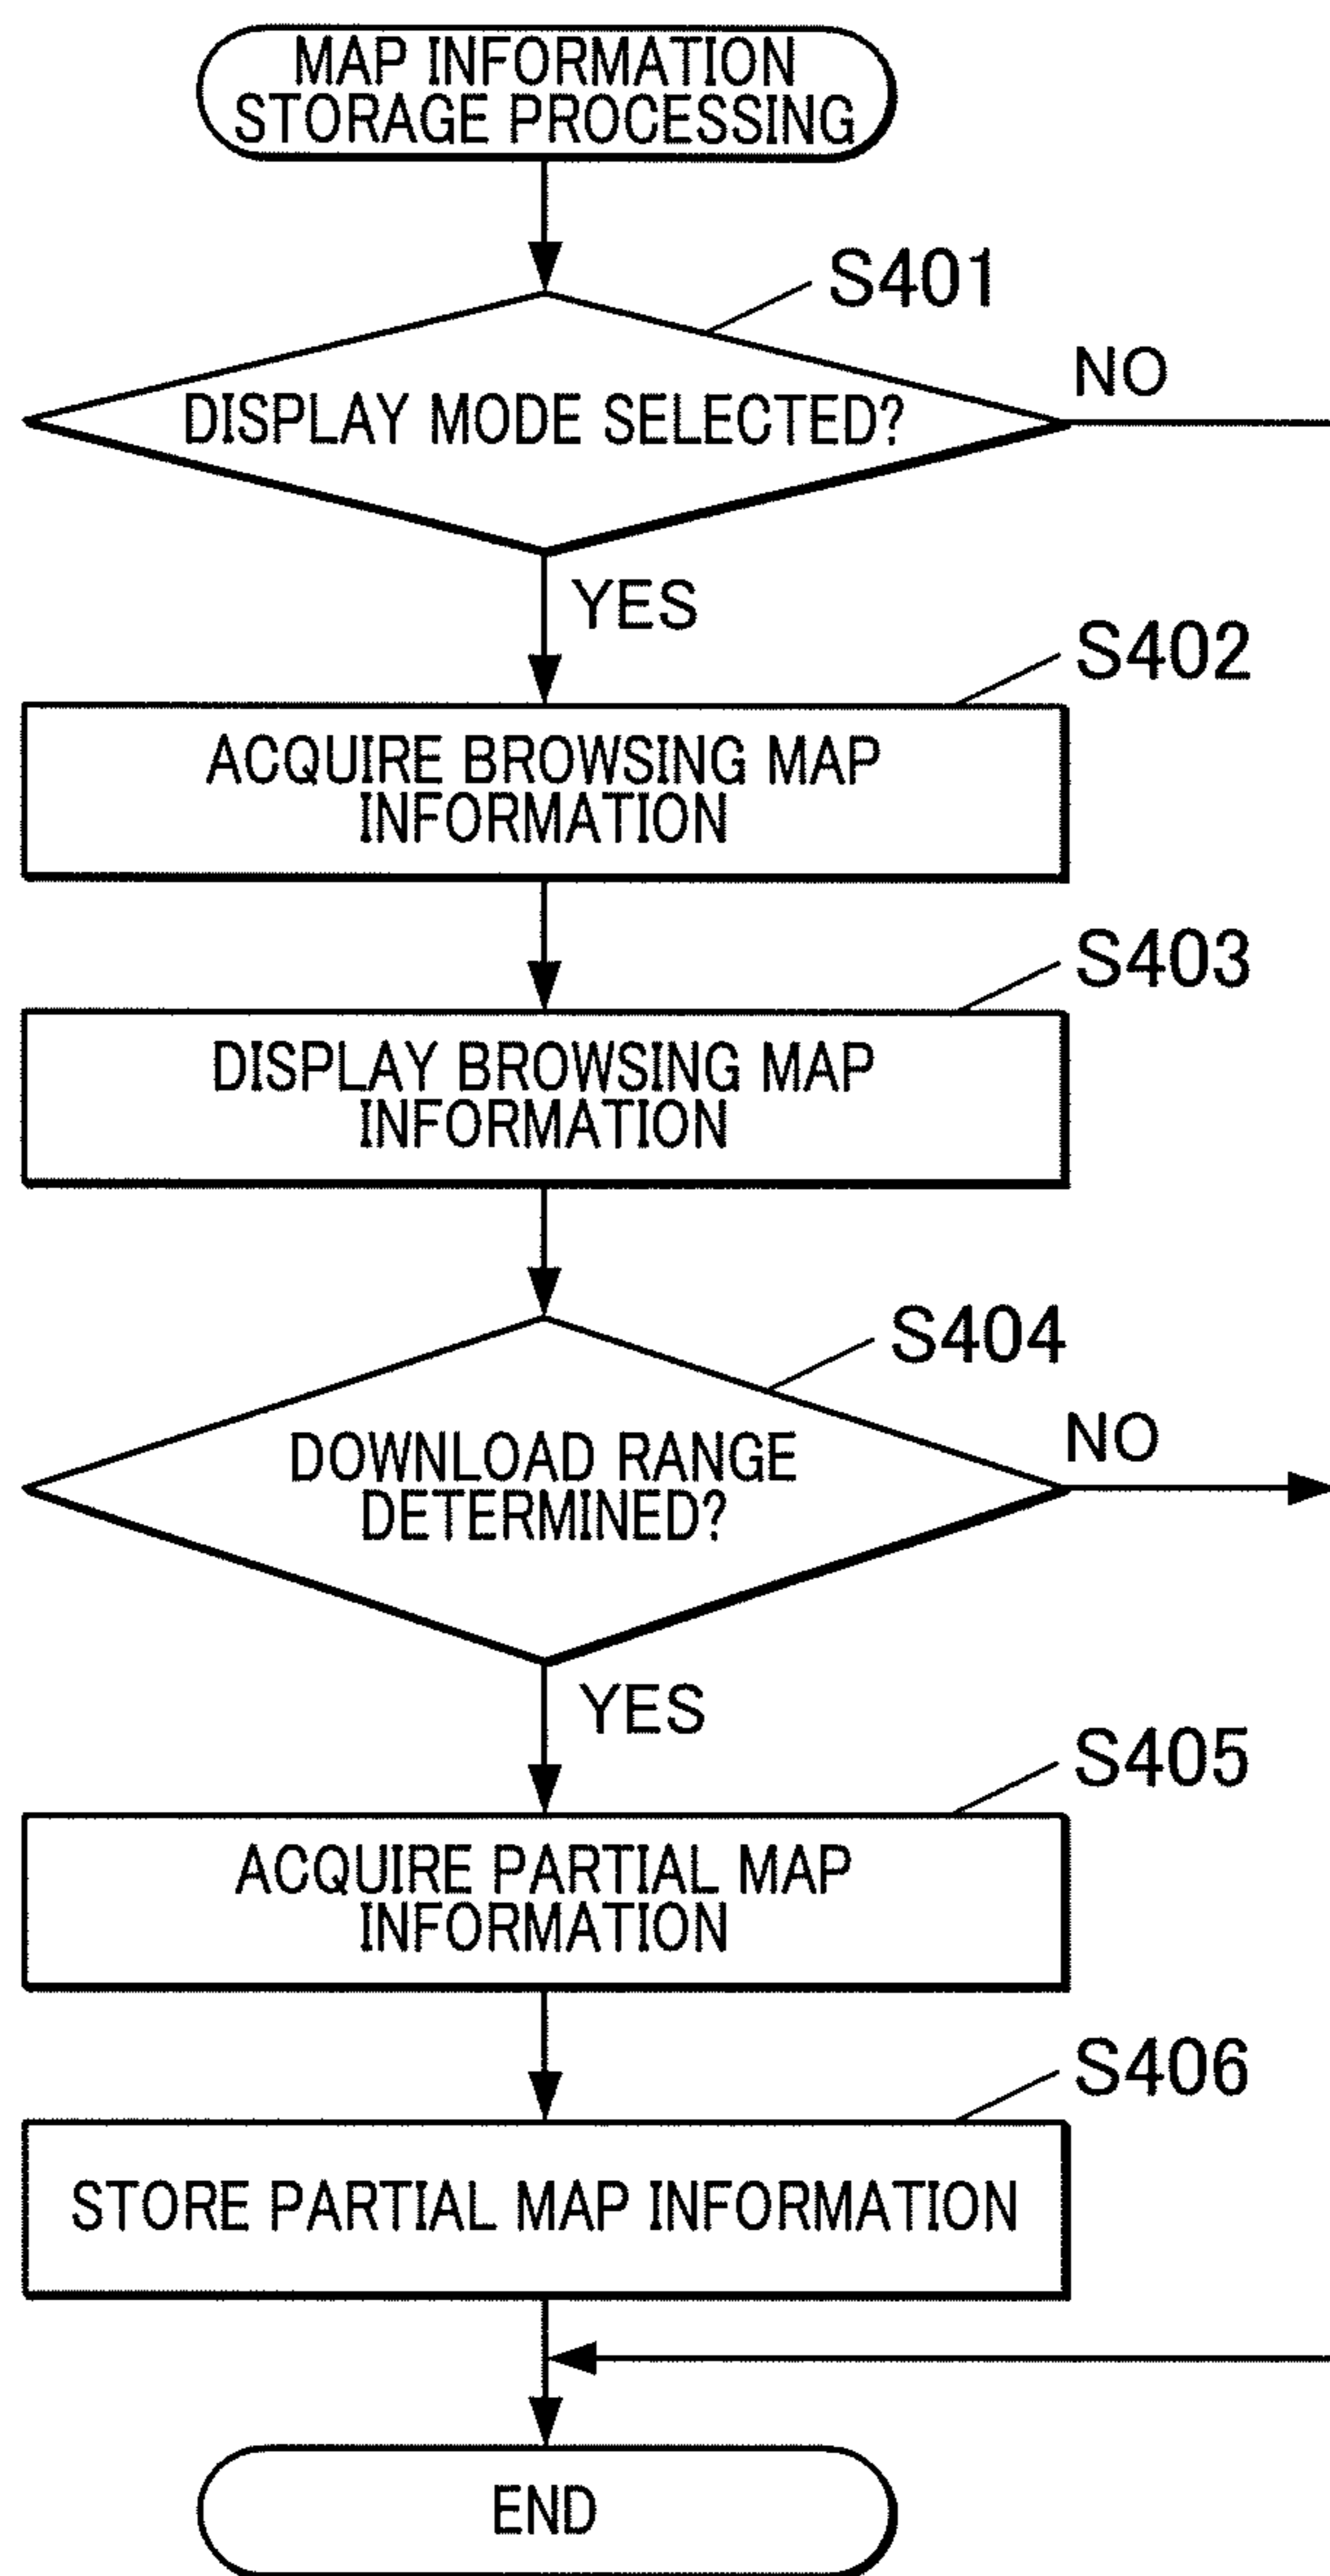 MAP INFORMATION
STORAGE PROCESSING
S401
DISPLAY MODE SELECTED?
NO
YES
S402
ACQUIRE BROWSING MAP
INFORMATION
S403
DISPLAY BROWSING MAP
INFORMATION
S404
DOWNLOAD RANGE
DETERMINED?
NO
YES
S405
ACQUIRE PARTIAL MAP
INFORMATION
S406
STORE PARTIAL MAP INFORMATION
END